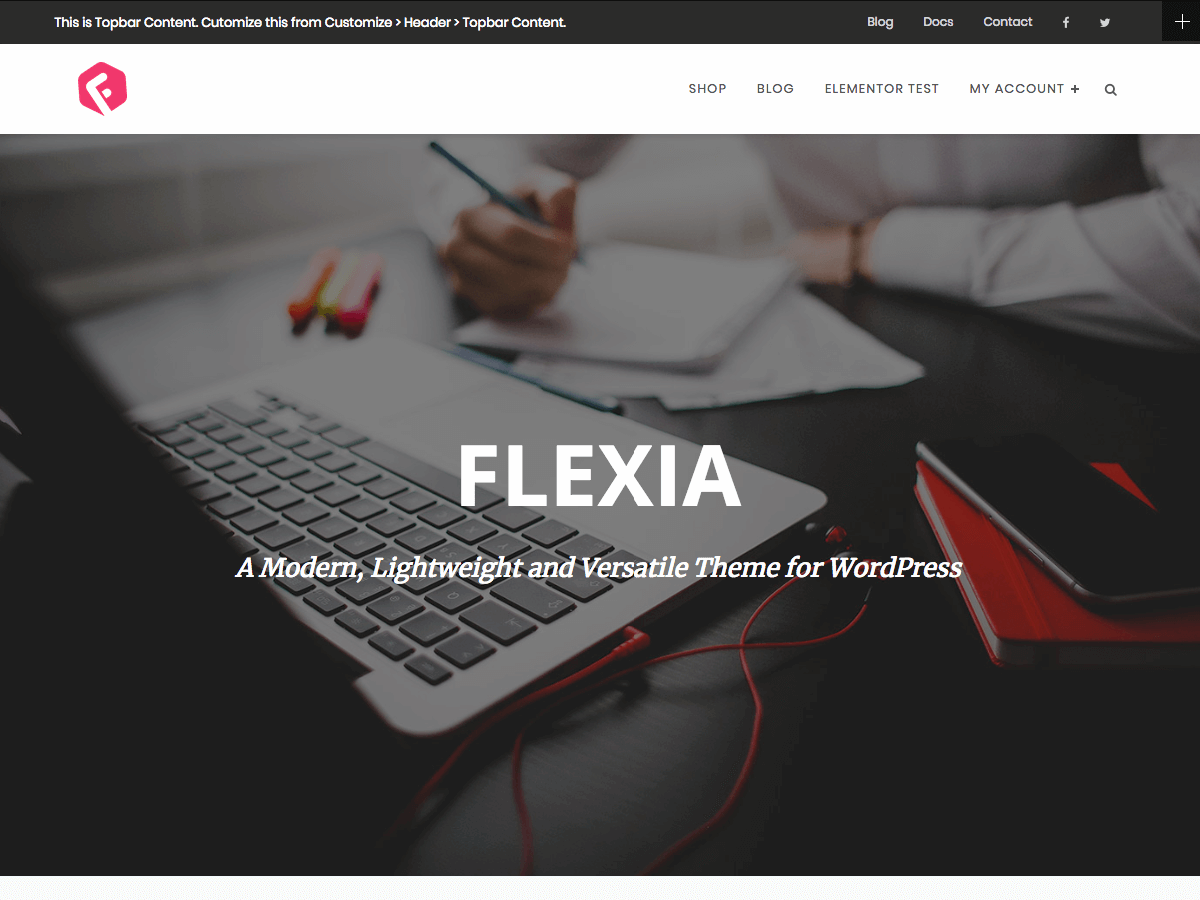 This is Topbar Content. Cutomize this from Customize > Header > Topbar Content.
Blog Docs Contact
SHOP BLOG ELEMENTOR TEST MY ACCOUNT +
FLEXIA
A Modern, Lightweight and Versatile Theme for WordPress